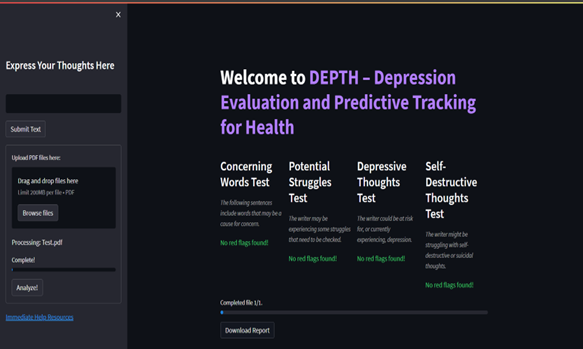 X
Express Your Thoughts Here
Submit Text
Upload PDF files here:
Drag and drop files here
Limit 200MB per file • PDF
Browse files
Processing: Test.pdf
Complete!
Analyze!
Immediate Help Resources
Welcome to DEPTH – Depression
Evaluation and Predictive Tracking
for Health
Concerning
Words Test
The following sentences
include words that may be a
cause for concern.
No red flags found!
Potential
Struggles
Test
The writer may be
experiencing some struggles
that need to be checked.
No red flags found!
Depressive
Thoughts
Test
The writer could be at risk
for, or currently
experiencing, depression.
No red flags found!
Self-
Destructive
Thoughts
Test
The writer might be
struggling with self-
destructive or suicidal
thoughts.
No red flags found!
Completed file 1/1.
Download Report